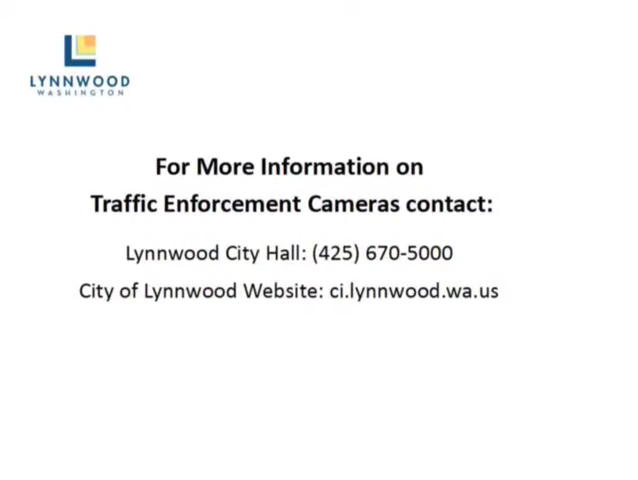 LYNNWOOD
WASHINGTON
For More Information on
Traffic Enforcement Cameras contact:
Lynnwood City Hall: (425) 670-5000
City of Lynnwood Website: ci.lynnwood.wa.us